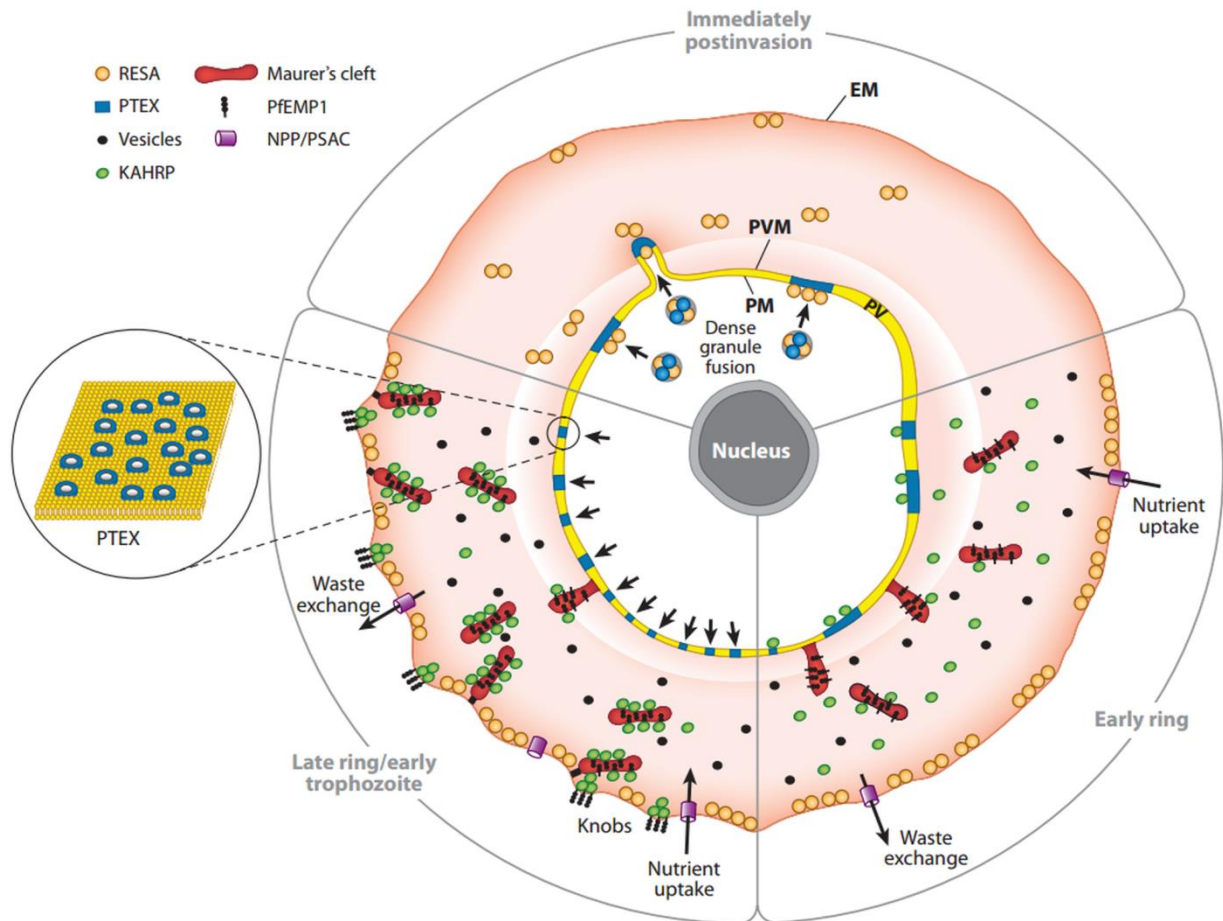 Immediately
postinvasion
RESA
PTEX
Vesicles
KAHRP
Maurer's cleft
PfEMP1
NPP/PSAC
EM
PVM
PM
PV
Dense
granule
fusion
Nucleus
PTEX
Nutrient
uptake
Waste
exchange
Early ring
Late ring/early
trophozoite
Knobs
Nutrient
uptake
Waste
exchange